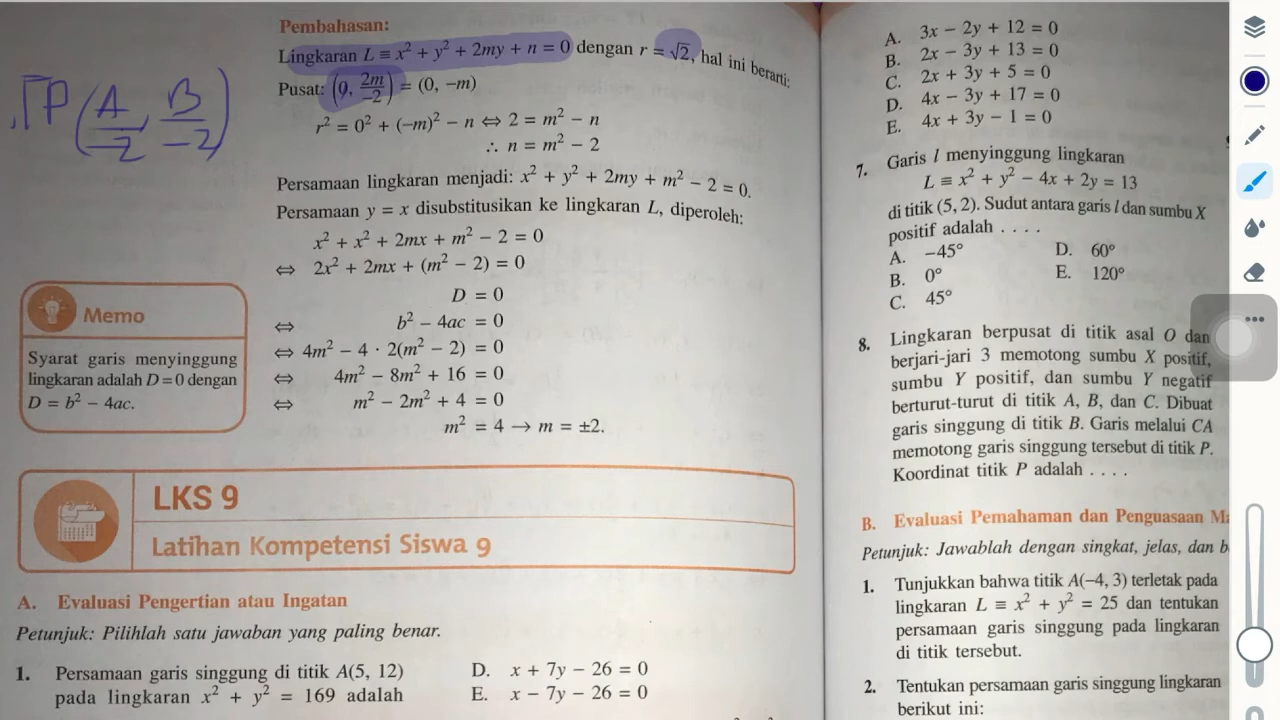 Pembahasan:
Lingkaran L ≡ x² + y² + 2my + n = 0 dengan r = √2, hal ini berarti:
Pusat: (0, 2m/−2) = (0, −m)
r² = 0² + (−m)² − n ⇔ 2 = m² − n
∴ n = m² − 2
Persamaan lingkaran menjadi: x² + y² + 2my + m² − 2 = 0.
Persamaan y = x disubstitusikan ke lingkaran L, diperoleh:
x² + x² + 2mx + m² − 2 = 0
⇔ 2x² + 2mx + (m² − 2) = 0
D = 0
⇔ b² − 4ac = 0
⇔ 4m² − 4 · 2(m² − 2) = 0
⇔ 4m² − 8m² + 16 = 0
⇔ m² − 2m² + 4 = 0
m² = 4 → m = ±2.
P(A/−2, B/−2)
Memo
Syarat garis menyinggung
lingkaran adalah D = 0 dengan
D = b² − 4ac.
LKS 9
Latihan Kompetensi Siswa 9
A. Evaluasi Pengertian atau Ingatan
Petunjuk: Pilihlah satu jawaban yang paling benar.
1. Persamaan garis singgung di titik A(5, 12)
pada lingkaran x² + y² = 169 adalah
D. x + 7y − 26 = 0
E. x − 7y − 26 = 0
A. 3x − 2y + 12 = 0
B. 2x − 3y + 13 = 0
C. 2x + 3y + 5 = 0
D. 4x − 3y + 17 = 0
E. 4x + 3y − 1 = 0
7. Garis l menyinggung lingkaran
L ≡ x² + y² − 4x + 2y = 13
di titik (5, 2). Sudut antara garis l dan sumbu X
positif adalah . . . .
A. −45° D. 60°
B. 0° E. 120°
C. 45°
8. Lingkaran berpusat di titik asal O dan
berjari-jari 3 memotong sumbu X positif,
sumbu Y positif, dan sumbu Y negatif
berturut-turut di titik A, B, dan C. Dibuat
garis singgung di titik B. Garis melalui CA
memotong garis singgung tersebut di titik P.
Koordinat titik P adalah . . . .
B. Evaluasi Pemahaman dan Penguasaan
Petunjuk: Jawablah dengan singkat, jelas, dan
1. Tunjukkan bahwa titik A(−4, 3) terletak pada
lingkaran L ≡ x² + y² = 25 dan tentukan
persamaan garis singgung pada lingkaran
di titik tersebut.
2. Tentukan persamaan garis singgung lingkaran
berikut ini: